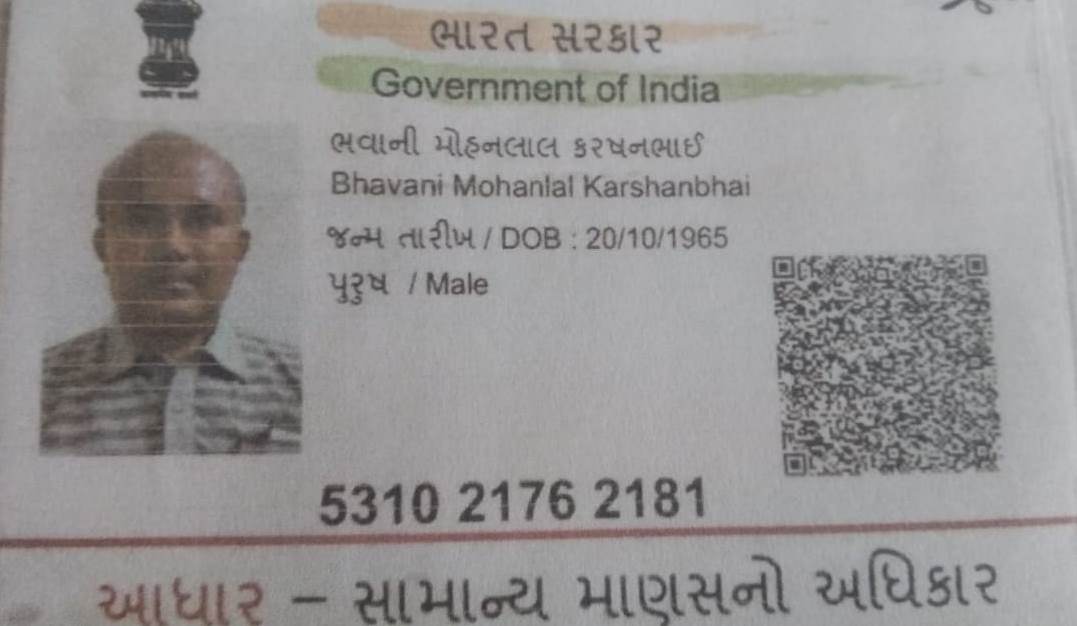 ભારત સરકાર
Government of India
ભવાની મોહનલાલ કરષનભાઈ
Bhavani Mohanlal Karshanbhai
જન્મ તારીખ / DOB : 20/10/1965
પુરુષ / Male
5310 2176 2181
આધાર – સામાન્ય માણસનો અધિકાર